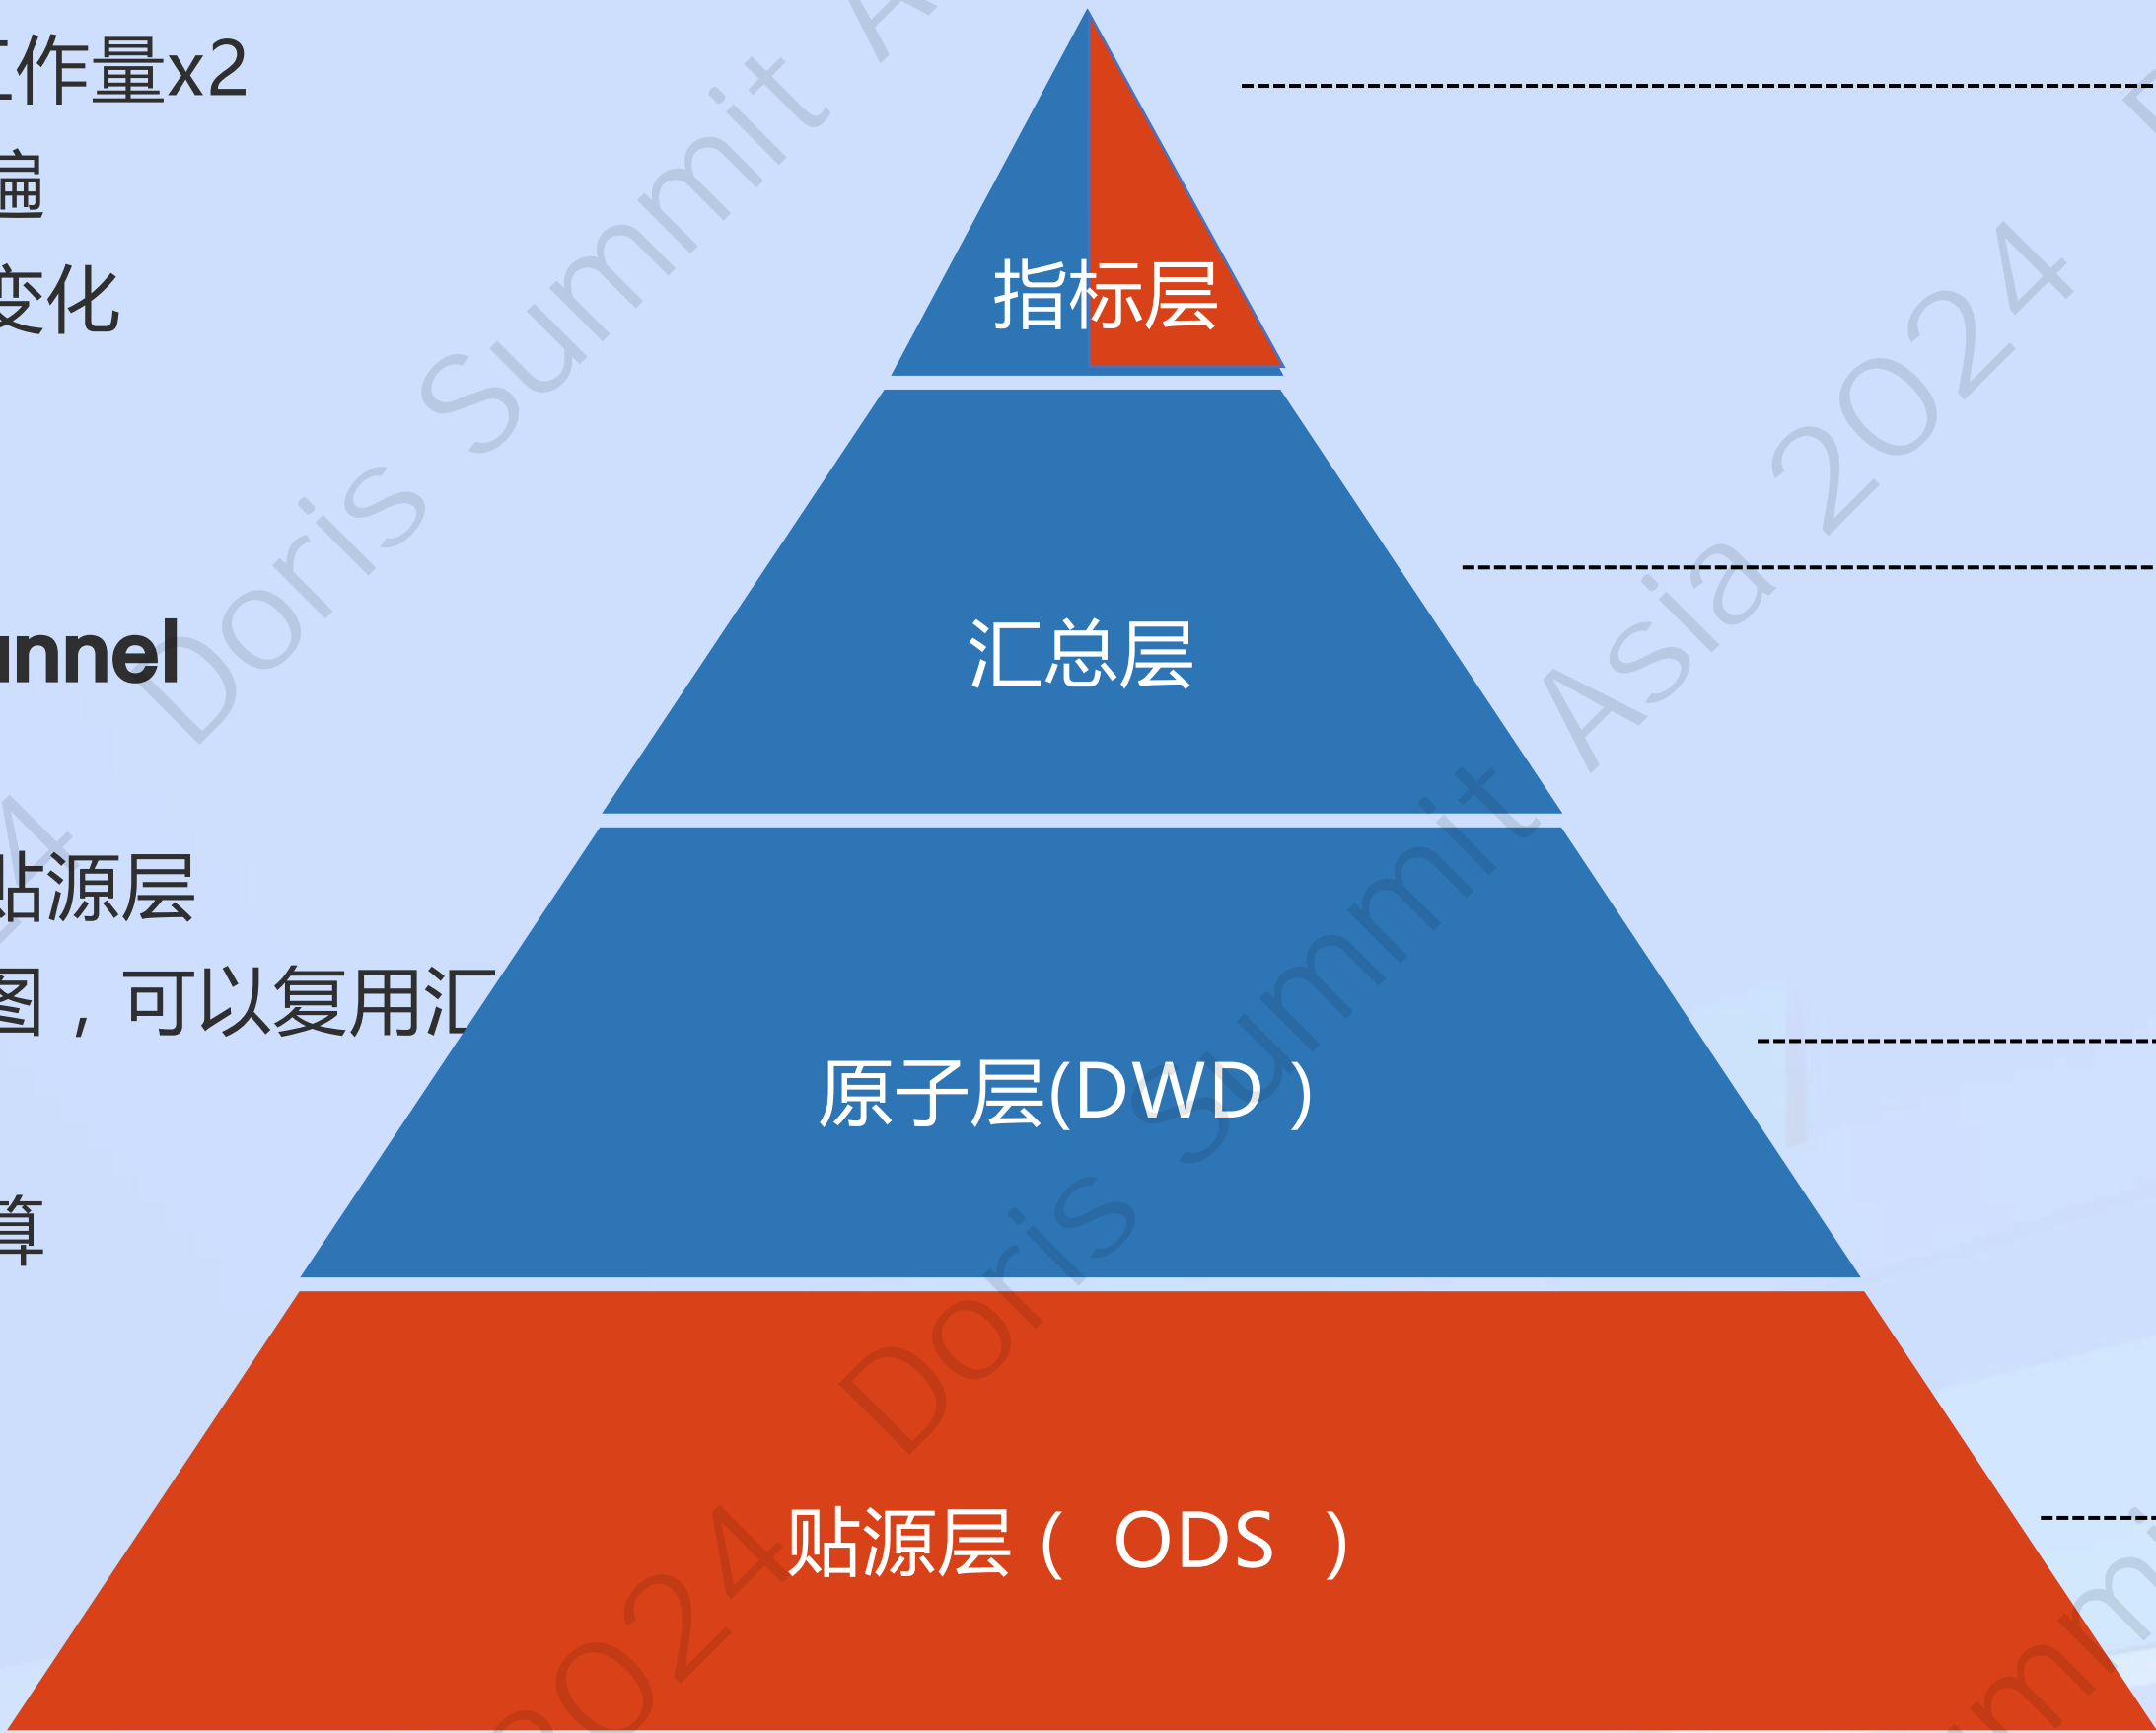 作量x2
遍
变化
指标层
汇总层
unnel
贴源层
图，可以复用汇
原子层(DWD）
算
贴源层（ ODS ）
Doris Summit Asia 2024
Doris Summit Asia 2024